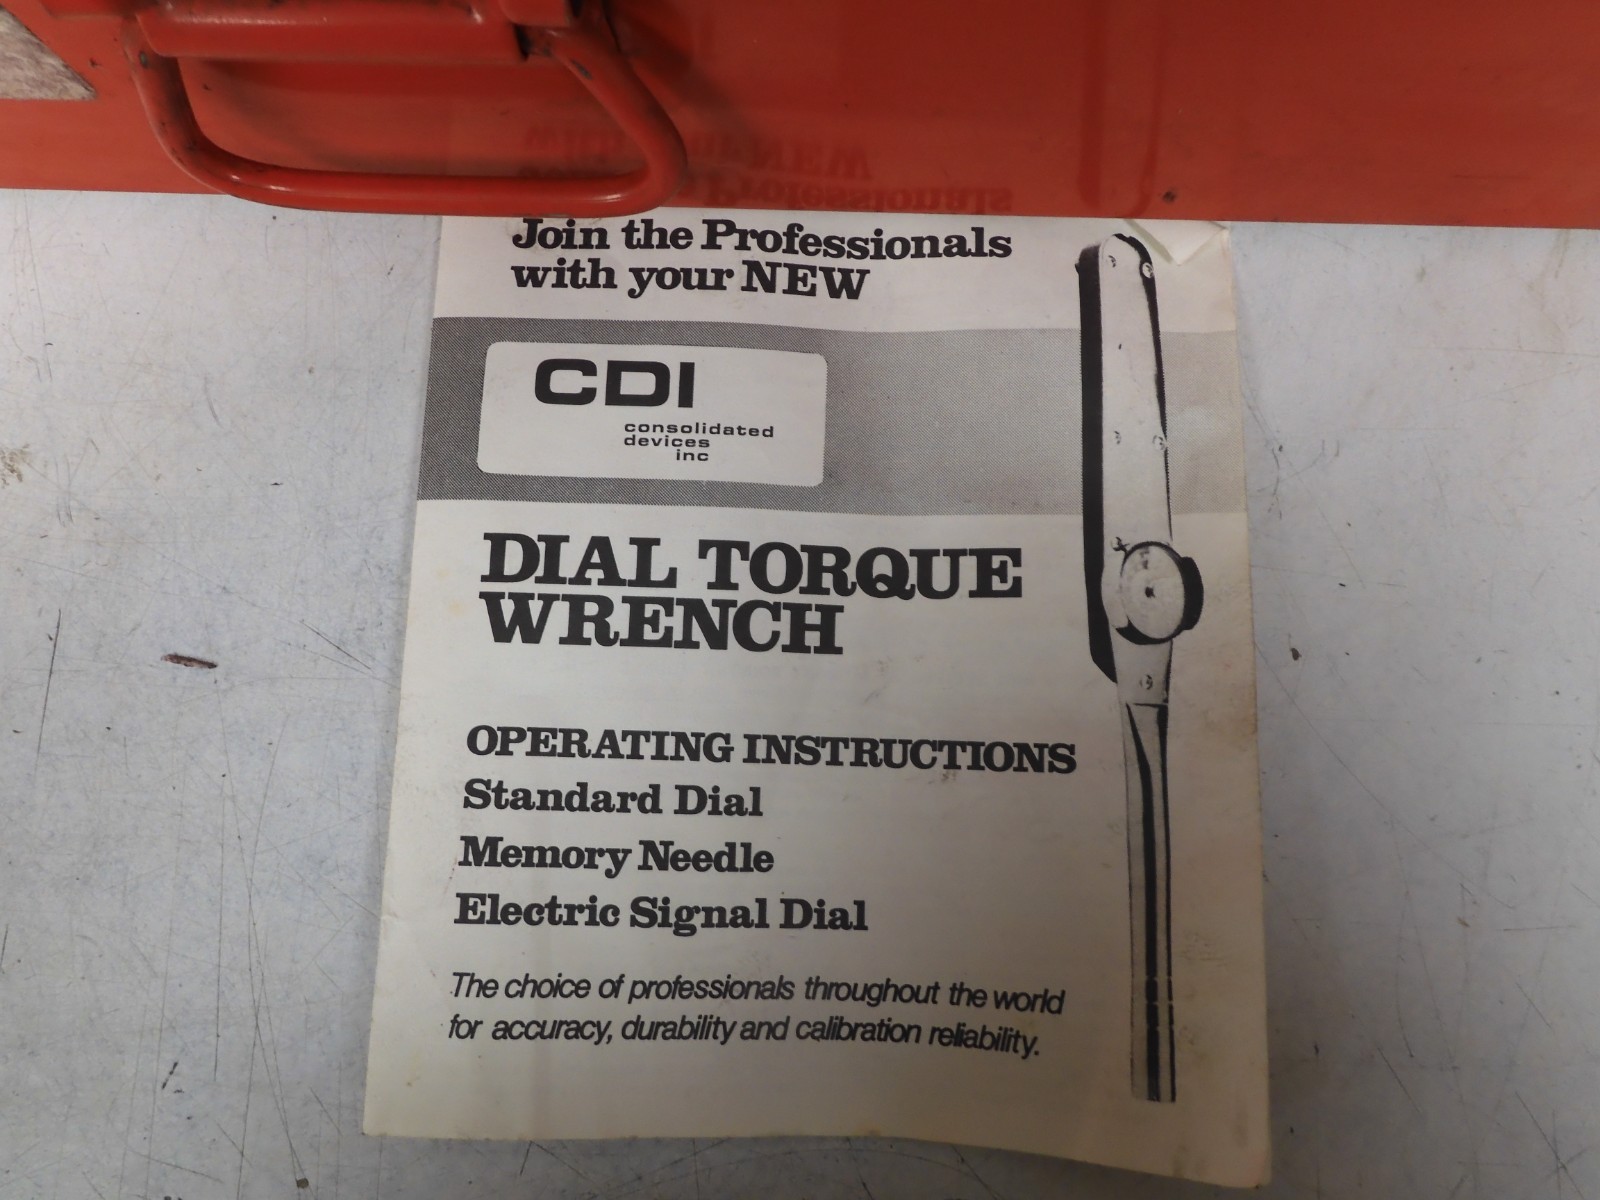 Join the Professionals
with your NEW
CDI
consolidated
devices
inc
DIAL TORQUE
WRENCH
OPERATING INSTRUCTIONS
Standard Dial
Memory Needle
Electric Signal Dial
The choice of professionals throughout the world
for accuracy, durability and calibration reliability.